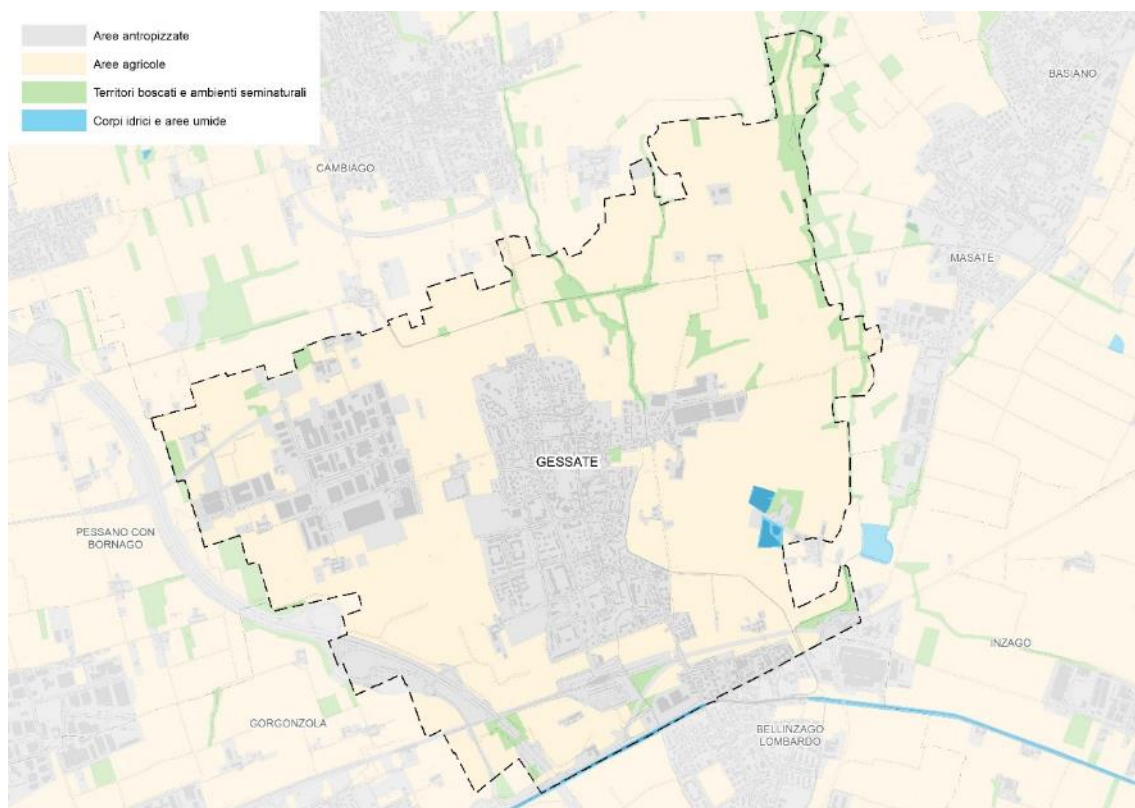 Aree antropizzate
Aree agricole
Territori boscati e ambienti seminaturali
Corpi idrici e aree umide
BASIANO
CAMBIAGO
MASATE
GESSATE
PESSANO CON
BORNAGO
INZAGO
GORGONZOLA
BELLINZAGO
LOMBARDO